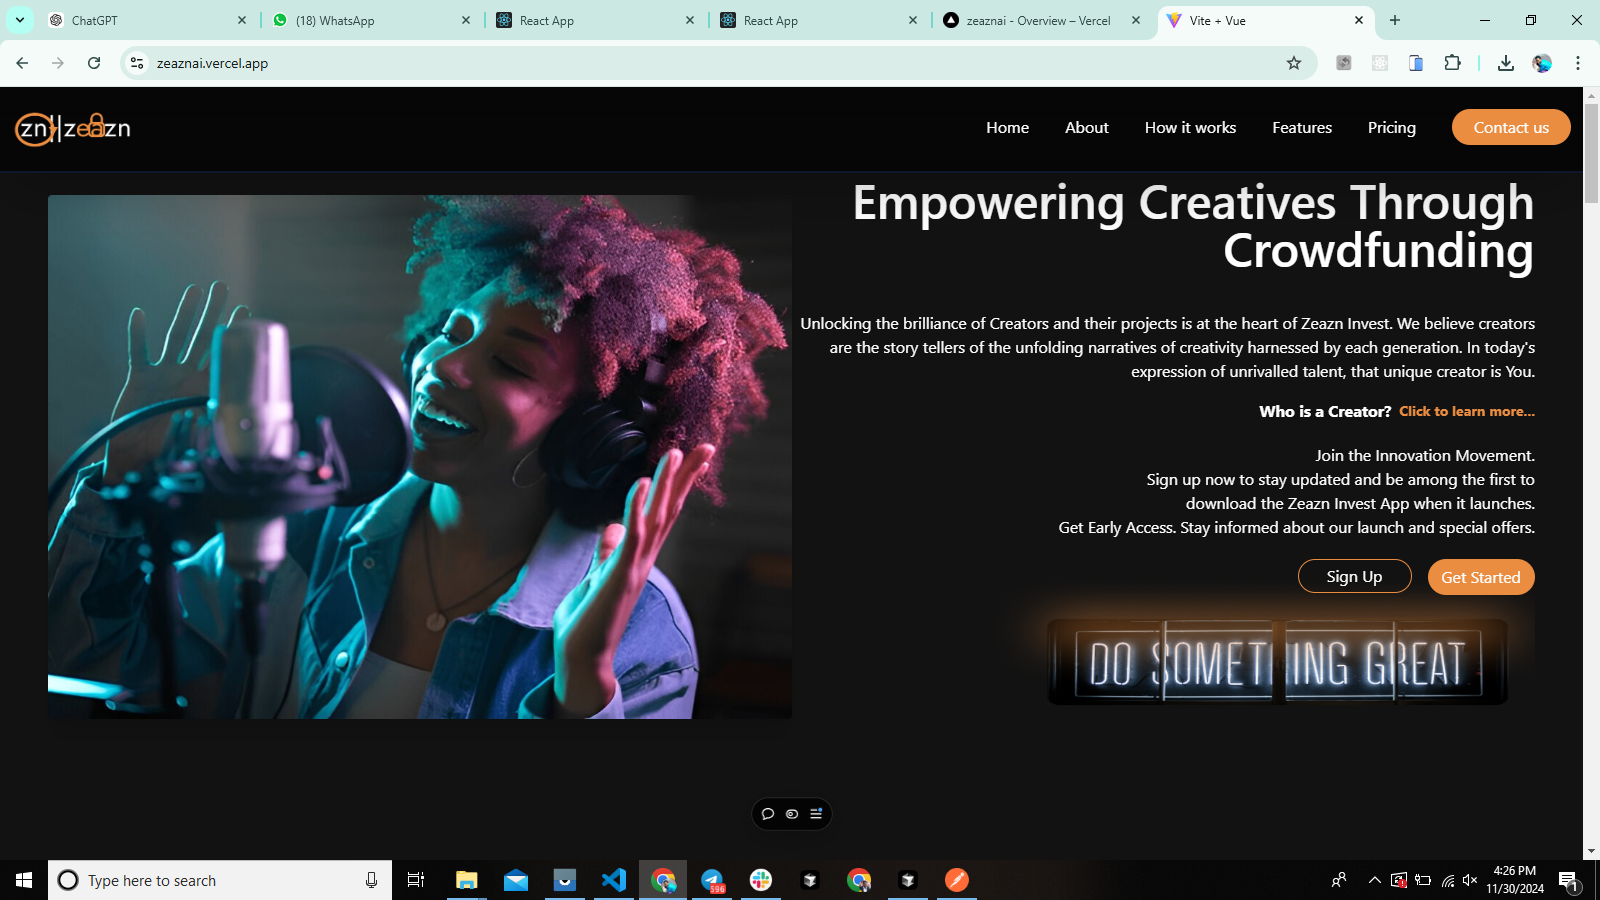 ChatGPT
(18) WhatsApp
React App
React App
zeaznai - Overview – Vercel
Vite + Vue
zeaznai.vercel.app
zn||zeazn
Home
About
How it works
Features
Pricing
Contact us
Empowering Creatives Through
Crowdfunding
Unlocking the brilliance of Creators and their projects is at the heart of Zeazn Invest. We believe creators
are the story tellers of the unfolding narratives of creativity harnessed by each generation. In today's
expression of unrivalled talent, that unique creator is You.
Who is a Creator? Click to learn more...
Join the Innovation Movement.
Sign up now to stay updated and be among the first to
download the Zeazn Invest App when it launches.
Get Early Access. Stay informed about our launch and special offers.
Sign Up
Get Started
DO SOMETHING GREAT
Type here to search
596
4:26 PM
11/30/2024
1